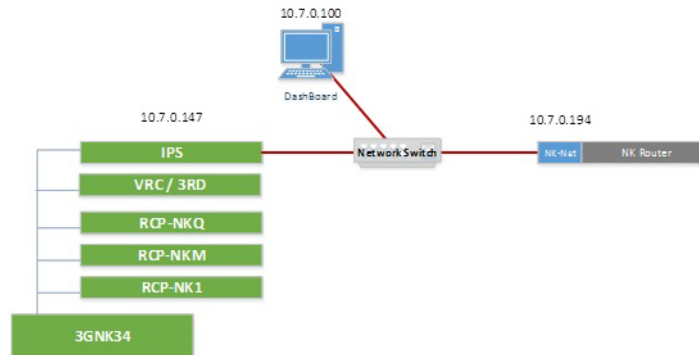 10.7.0.100
DashBoard
10.7.0.147
10.7.0.194
IPS
Network Switch
NK-Net
NK Router
VRC / 3RD
RCP-NKQ
RCP-NKM
RCP-NK1
3GNK34